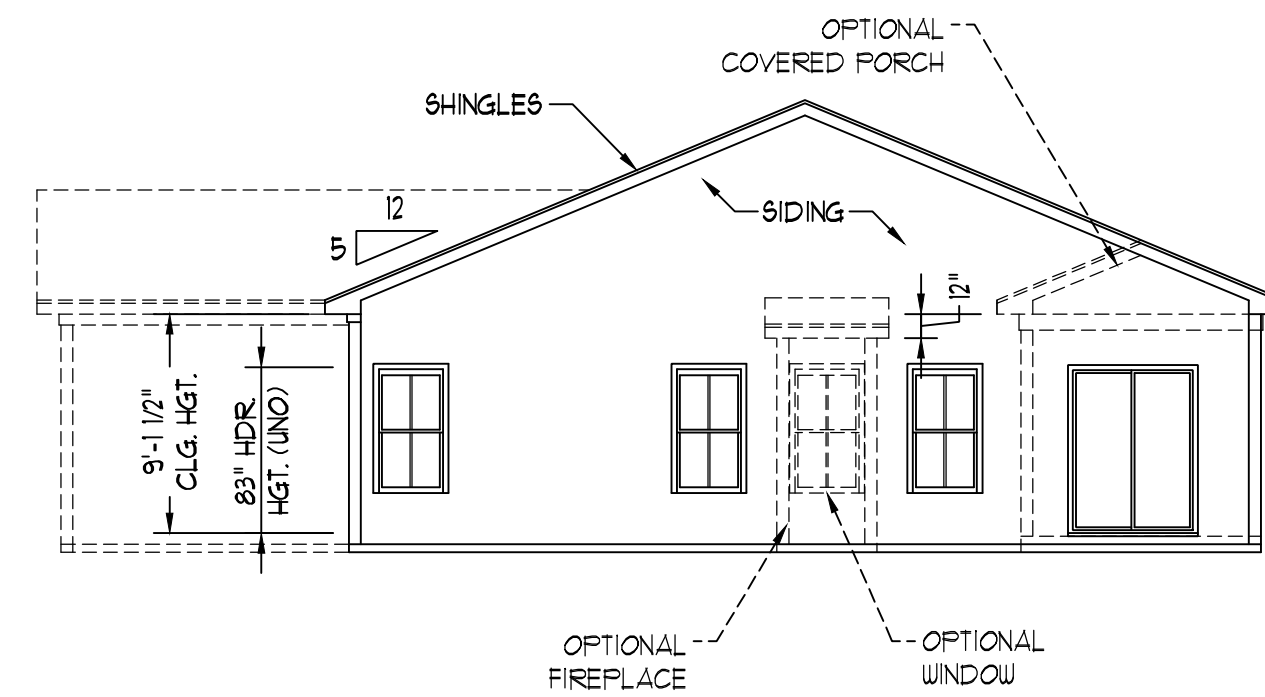 OPTIONAL
COVERED PORCH
SHINGLES
12
5
SIDING
12"
9'-1 1/2"
CLG. HGT.
83" HDR.
HGT. (UNO)
OPTIONAL
FIREPLACE
OPTIONAL
WINDOW